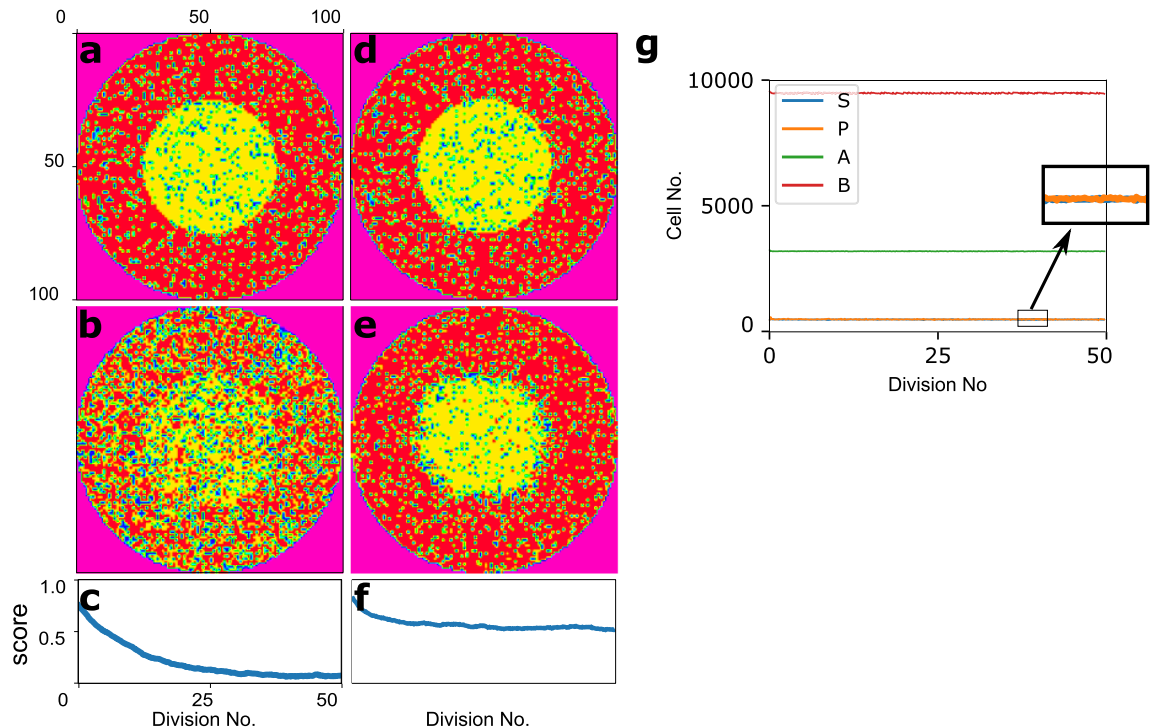 0 50 100
a d g
50
100
b e
c f
1.0
0.5
score
0 25 50
Division No. Division No.
10000
5000
0
Cell No.
S
P
A
B
0 25 50
Division No